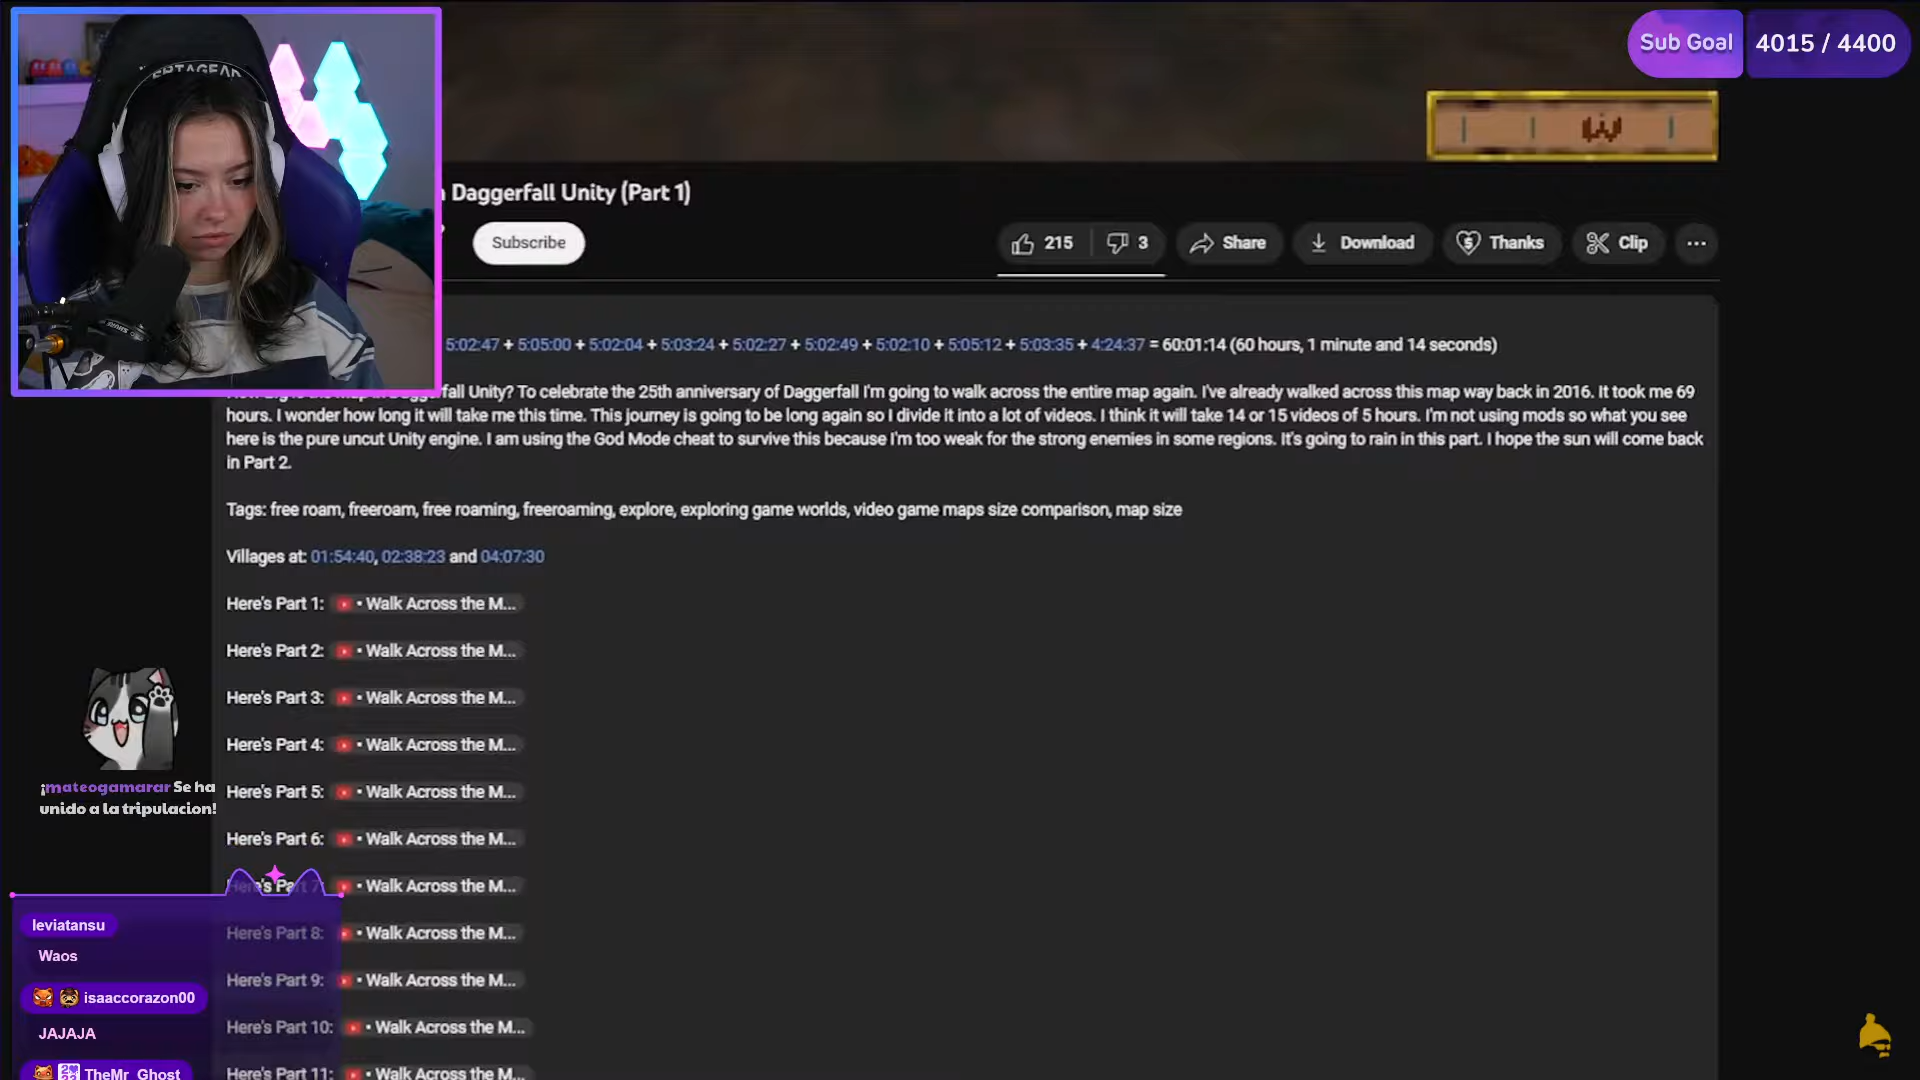 Sub Goal 4015 / 4400
Daggerfall Unity (Part 1)
Subscribe
215
3
Share
Download
Thanks
Clip
5:02:47 + 5:05:00 + 5:02:04 + 5:03:24 + 5:02:27 + 5:02:49 + 5:02:10 + 5:05:12 + 5:03:35 + 4:24:37 = 60:01:14 (60 hours, 1 minute and 14 seconds)
fall Unity? To celebrate the 25th anniversary of Daggerfall I'm going to walk across the entire map again. I've already walked across this map way back in 2016. It took me 69
hours. I wonder how long it will take me this time. This journey is going to be long again so I divide it into a lot of videos. I think it will take 14 or 15 videos of 5 hours. I'm not using mods so what you see
here is the pure uncut Unity engine. I am using the God Mode cheat to survive this because I'm too weak for the strong enemies in some regions. It's going to rain in this part. I hope the sun will come back
in Part 2.
Tags: free roam, freeroam, free roaming, freeroaming, explore, exploring game worlds, video game maps size comparison, map size
Villages at: 01:54:40, 02:38:23 and 04:07:30
Here's Part 1: • Walk Across the M...
Here's Part 2: • Walk Across the M...
Here's Part 3: • Walk Across the M...
Here's Part 4: • Walk Across the M...
Here's Part 5: • Walk Across the M...
Here's Part 6: • Walk Across the M...
Here's Part 7: • Walk Across the M...
Here's Part 8: • Walk Across the M...
Here's Part 9: • Walk Across the M...
Here's Part 10: • Walk Across the M...
Here's Part 11: • Walk Across the M...
¡mateogamarar Se ha
unido a la tripulacion!
leviatansu
Waos
isaaccorazon00
JAJAJA
TheMr_Ghost